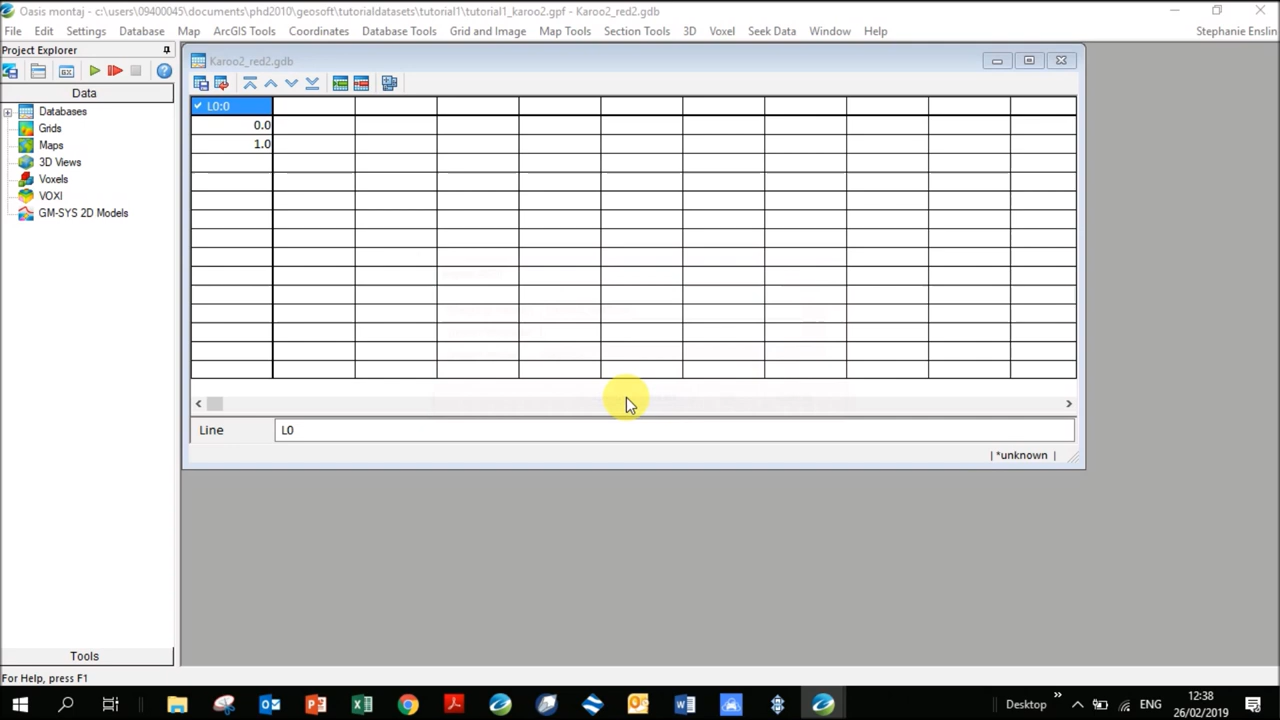 Oasis montaj - c:\users\09400045\documents\phd2010\geosoft\tutorialdatasets\tutorial1\tutorial1_karoo2.gpf - Karoo2_red2.gdb
File Edit Settings Database Map ArcGIS Tools Coordinates Database Tools Grid and Image Map Tools Section Tools 3D Voxel Seek Data Window Help Stephanie Enslin
Project Explorer
Data
Databases
Grids
Maps
3D Views
Voxels
VOXI
GM-SYS 2D Models
Tools
Karoo2_red2.gdb
L0:0
0.0
1.0
Line L0
|*unknown |
For Help, press F1
Desktop ENG 12:38
26/02/2019